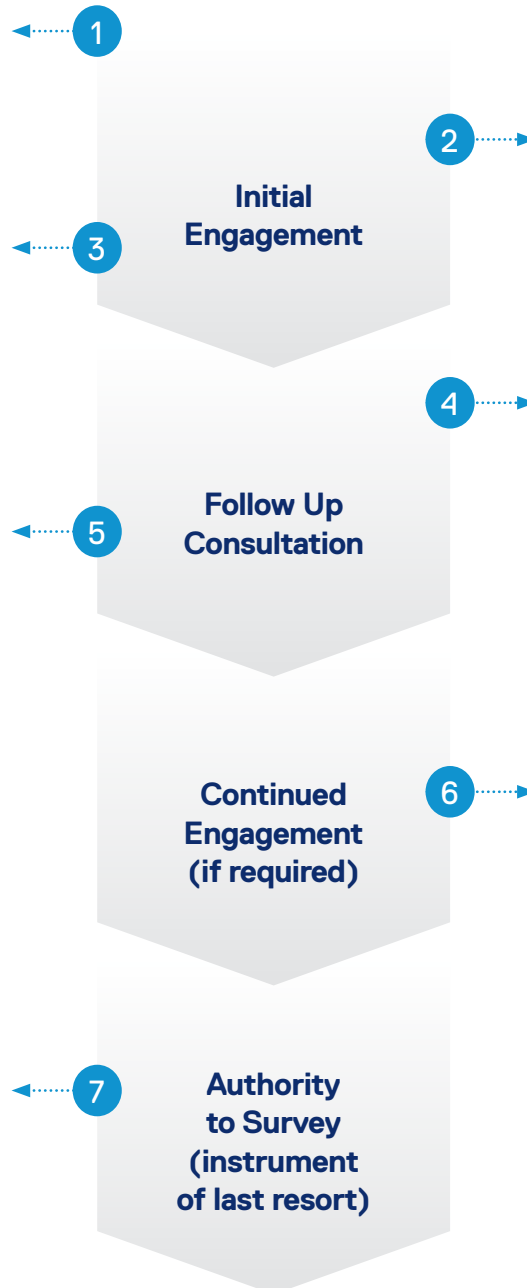 1
2
Initial
Engagement
3
4
Follow Up
Consultation
5
Continued
Engagement
(if required)
6
7
Authority
to Survey
(instrument
of last resort)